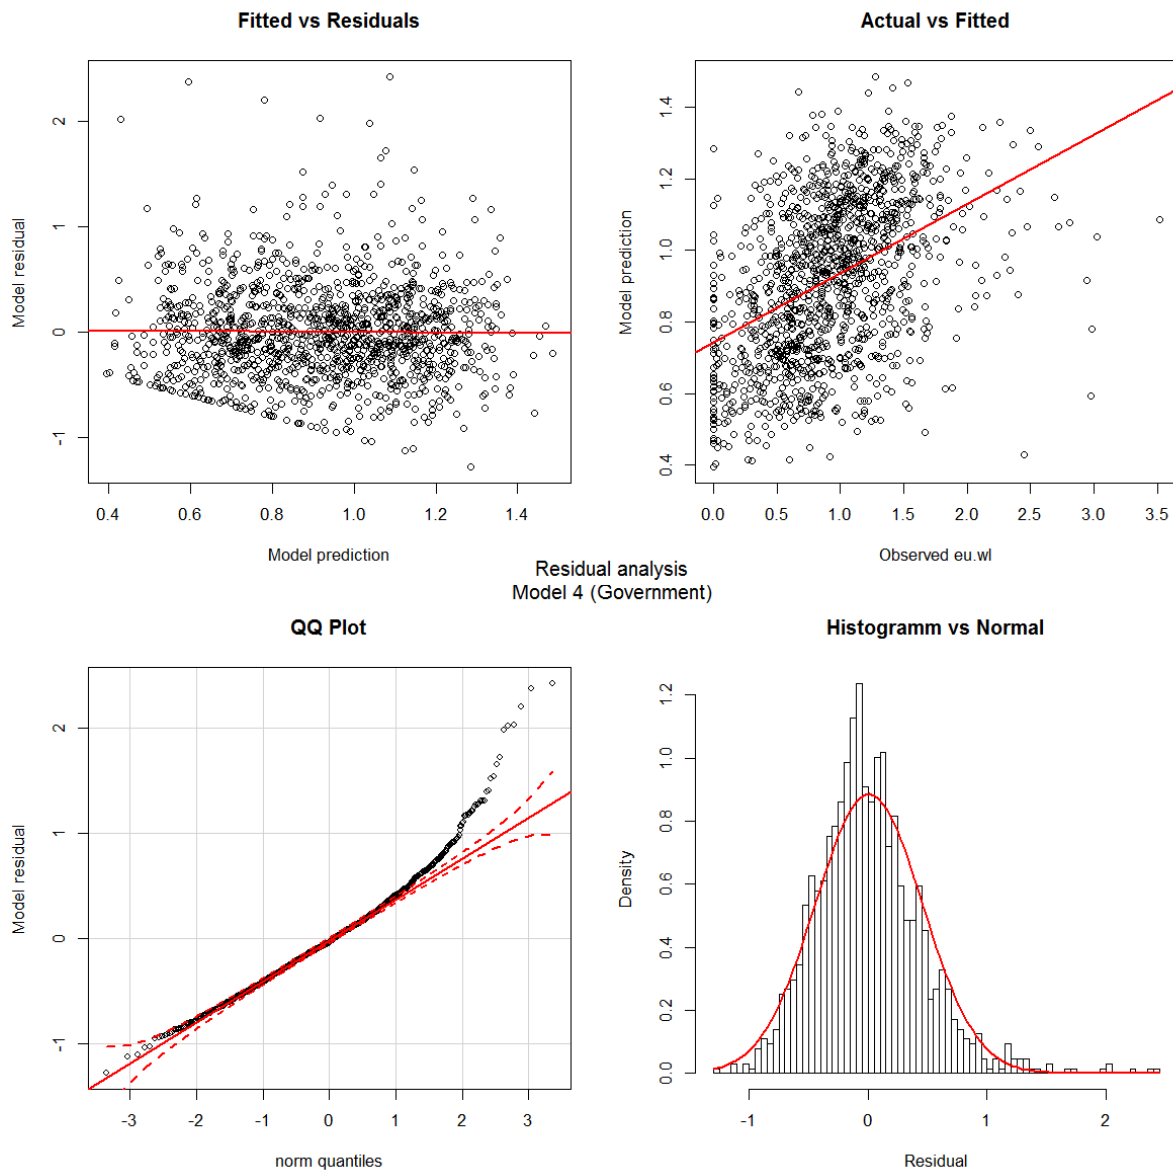 Fitted vs Residuals
Model residual
2
1
0
-1
0.4 0.6 0.8 1.0 1.2 1.4
Model prediction
Actual vs Fitted
Model prediction
1.4
1.2
1.0
0.8
0.6
0.4
0.0 0.5 1.0 1.5 2.0 2.5 3.0 3.5
Observed eu.wl
Residual analysis
Model 4 (Government)
QQ Plot
Model residual
2
1
0
-1
-3 -2 -1 0 1 2 3
norm quantiles
Histogramm vs Normal
Density
1.2
1.0
0.8
0.6
0.4
0.2
0.0
-1 0 1 2
Residual